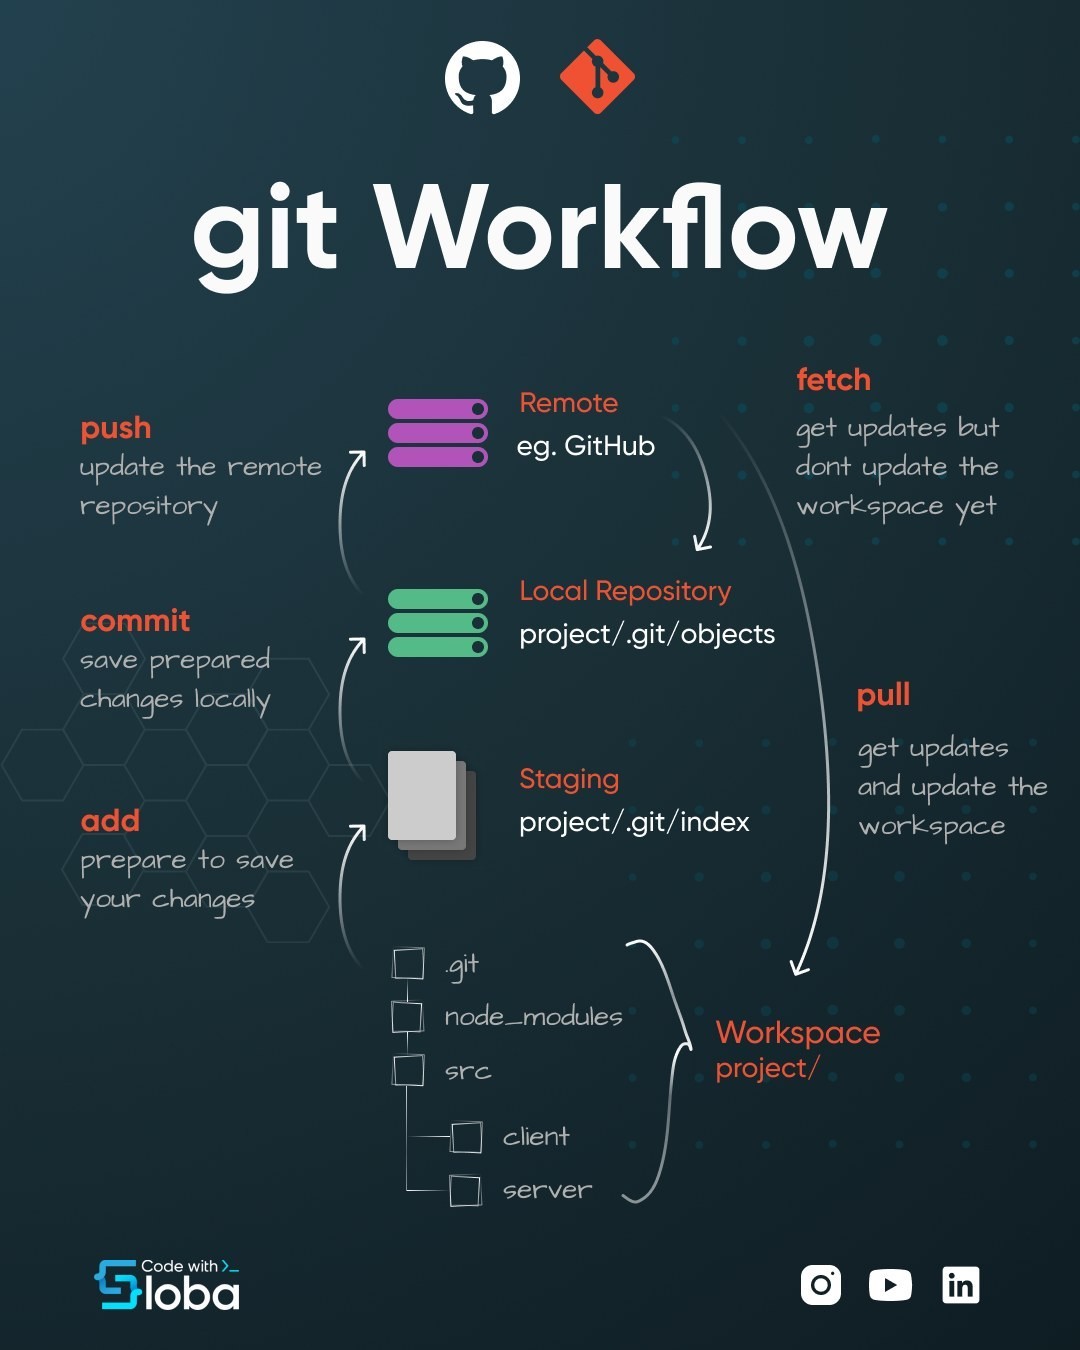 git Workflow
push
update the remote
repository
Remote
eg. GitHub
fetch
get updates but
dont update the
workspace yet
commit
save prepared
changes locally
Local Repository
project/.git/objects
pull
get updates
and update the
workspace
add
prepare to save
your changes
Staging
project/.git/index
.git
node_modules
src
client
server
Workspace
project/
Code with >_
Sloba
in